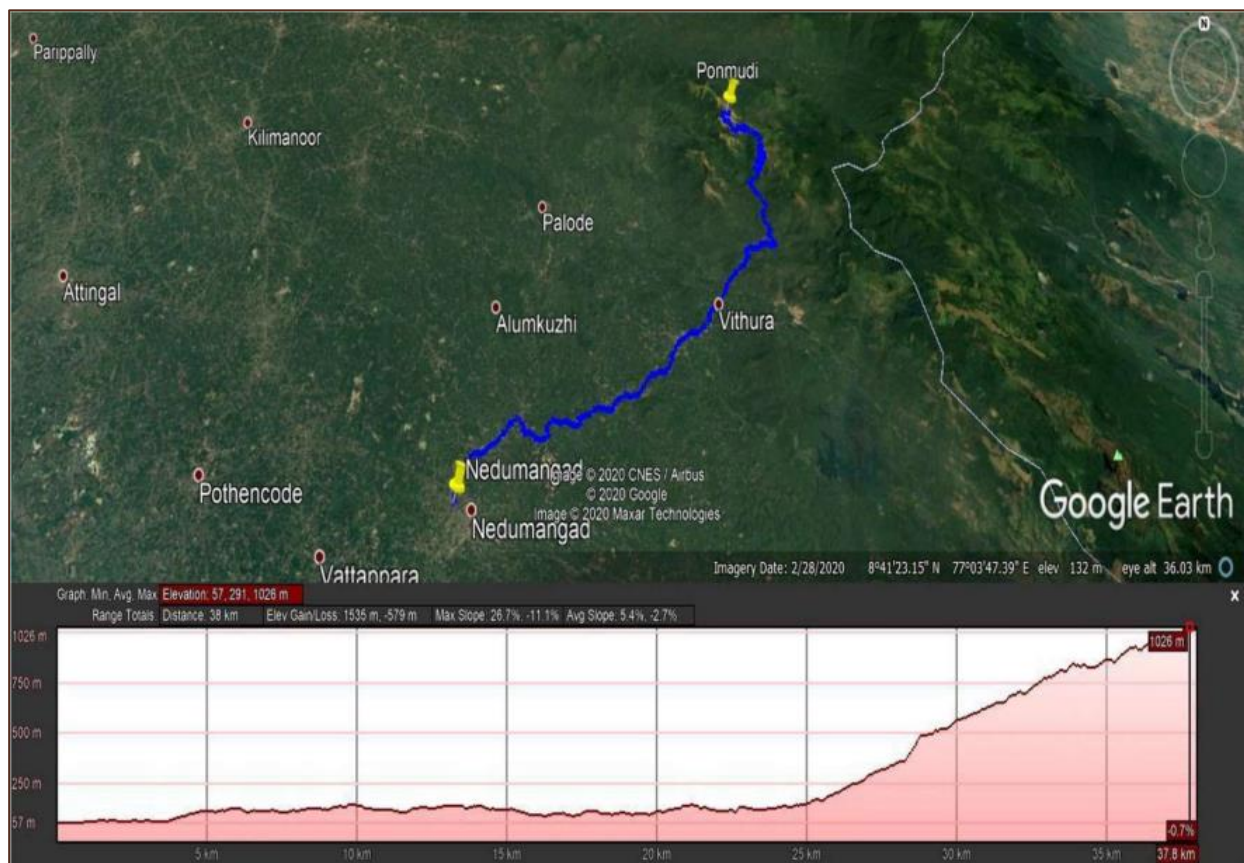 Parippally
N
Ponmudi
Kilimanoor
Palode
Attingal
Alumkuzhi
Vithura
Nedumangad
Image © 2020 CNES / Airbus
Pothencode
© 2020 Google
Google Earth
Nedumangad
Image © 2020 Maxar Technologies
Vattappara
Imagery Date: 2/28/2020 8°41'23.15" N 77°03'47.39" E elev 132 m eye alt 36.03 km
Graph: Min, Avg, Max Elevation: 57, 291, 1026 m
x
Range Totals: Distance: 38 km Elev Gain/Loss: 1535 m, -579 m Max Slope: 26.7%, -11.1% Avg Slope: 5.4%, -2.7%
1026 m
1026 m
750 m
500 m
250 m
57 m
-0.7%
5 km 10 km 15 km 20 km 25 km 30 km 35 km 37.8 km